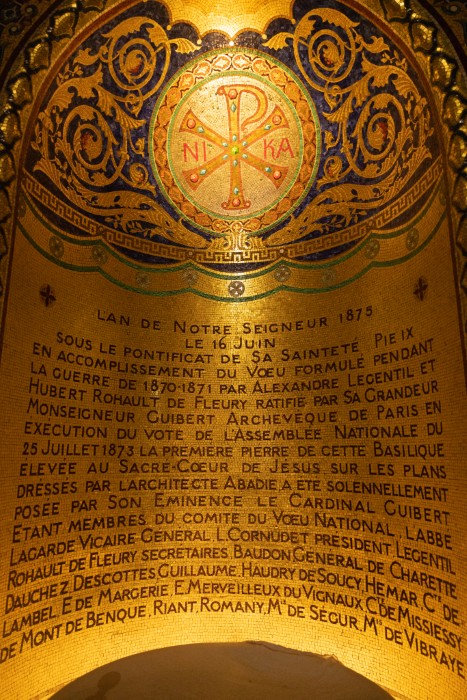 NI KA
LAN DE NOTRE SEIGNEUR 1875
LE 16 JUIN
SOUS LE PONTIFICAT DE SA SAINTETÉ PIE IX
EN ACCOMPLISSEMENT DU VŒU FORMULÉ PENDANT
LA GUERRE DE 1870-1871 PAR ALEXANDRE LEGENTIL ET
HUBERT ROHAULT DE FLEURY RATIFIÉ PAR SA GRANDEUR
MONSEIGNEUR GUIBERT ARCHEVÊQUE DE PARIS EN
EXÉCUTION DU VOTE DE L'ASSEMBLÉE NATIONALE DU
25 JUILLET 1873 LA PREMIÈRE PIERRE DE CETTE BASILIQUE
ÉLEVÉE AU SACRÉ-CŒUR DE JÉSUS SUR LES PLANS
DRESSÉS PAR L'ARCHITECTE ABADIE A ÉTÉ SOLENNELLEMENT
POSÉE PAR SON EMINENCE LE CARDINAL GUIBERT
ETANT MEMBRES DU COMITÉ DU VŒU NATIONAL, L'ABBÉ
LAGARDE VICAIRE GÉNÉRAL, L. CORNUDET PRÉSIDENT, LEGENTIL,
ROHAULT DE FLEURY SECRÉTAIRES, BAUDON GÉNÉRAL DE CHARETTE
DAUCHEZ, DESCOTTES, GUILLAUME, HAUDRY DE SOUCY, HÉMAR, CTE DE
LAMBEL, E. DE MARGERIE, E. MERVEILLEUX DU VIGNAUX, CTE DE MISSIESSY,
DE MONT DE BENQUE, RIANT, ROMANY, MIS DE SÉGUR, MIS DE VIBRAYE